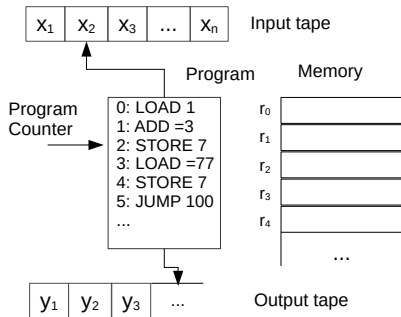 x₁ x₂ x₃ ... xₙ Input tape
Program
Memory
Program
Counter
0: LOAD 1
1: ADD =3
2: STORE 7
3: LOAD =77
4: STORE 7
5: JUMP 100
...
r₀
r₁
r₂
r₃
r₄
...
y₁ y₂ y₃ ... Output tape